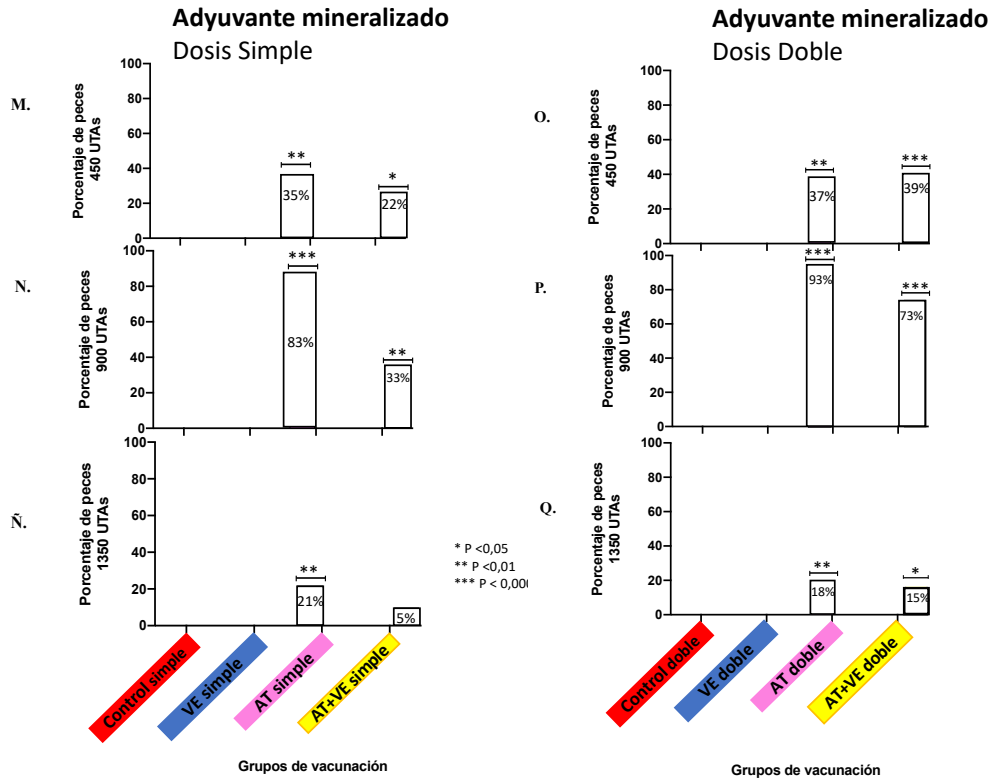 Adyuvante mineralizado
Dosis Simple
M.
Porcentaje de peces
450 UTAs
100
80
60
40
20
0
**
35%
*
22%
N.
Porcentaje de peces
900 UTAs
100
80
60
40
20
0
***
83%
**
33%
Ñ.
Porcentaje de peces
1350 UTAs
100
80
60
40
20
0
**
21%
5%
Control simple
VE simple
AT simple
AT+VE simple
Grupos de vacunación
* P <0,05
** P <0,01
*** P < 0,00
Adyuvante mineralizado
Dosis Doble
O.
Porcentaje de peces
450 UTAs
100
80
60
40
20
0
**
37%
***
39%
P.
Porcentaje de peces
900 UTAs
100
80
60
40
20
0
***
93%
***
73%
Q.
Porcentaje de peces
1350 UTAs
100
80
60
40
20
0
**
18%
*
15%
Control doble
VE doble
AT doble
AT+VE doble
Grupos de vacunación